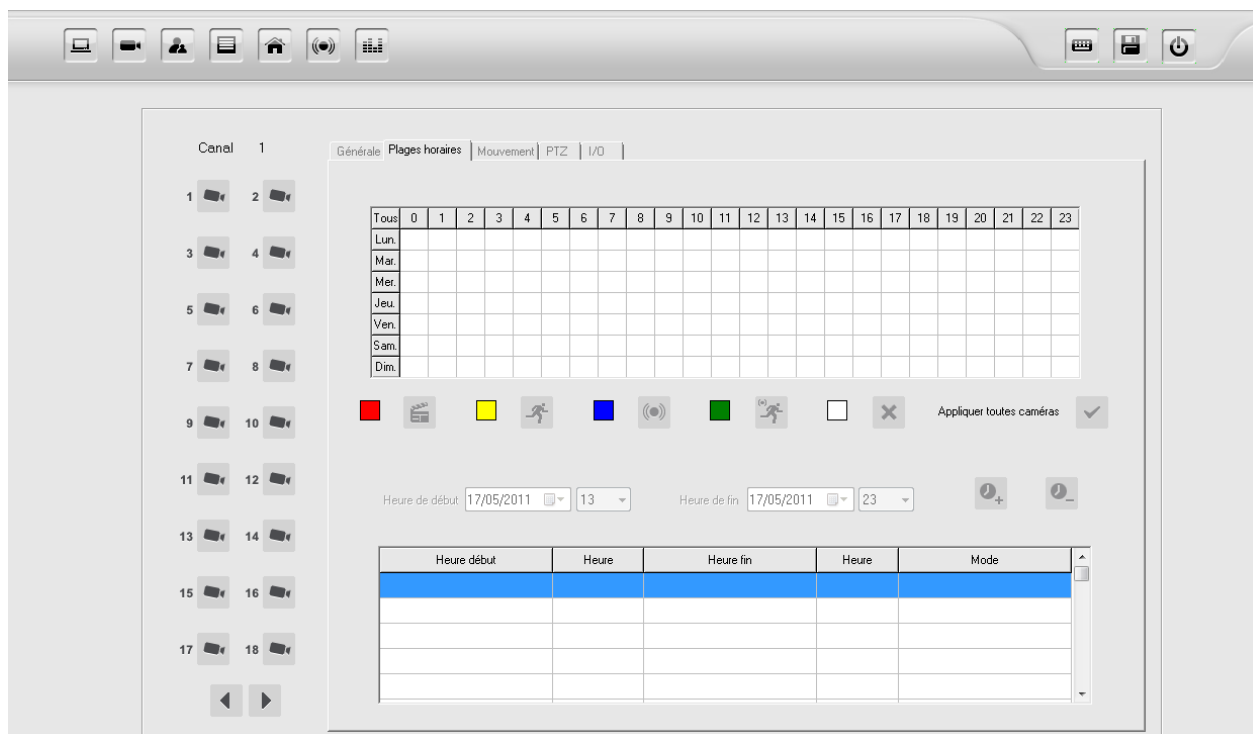 Canal 1
Générale Plages horaires Mouvement PTZ I/O
1 2
3 4
5 6
7 8
9 10
11 12
13 14
15 16
17 18
Tous 0 1 2 3 4 5 6 7 8 9 10 11 12 13 14 15 16 17 18 19 20 21 22 23
Lun.
Mar.
Mer.
Jeu.
Ven.
Sam.
Dim.
Appliquer toutes caméras
Heure de début 17/05/2011 13 Heure de fin 17/05/2011 23
Heure début Heure Heure fin Heure Mode